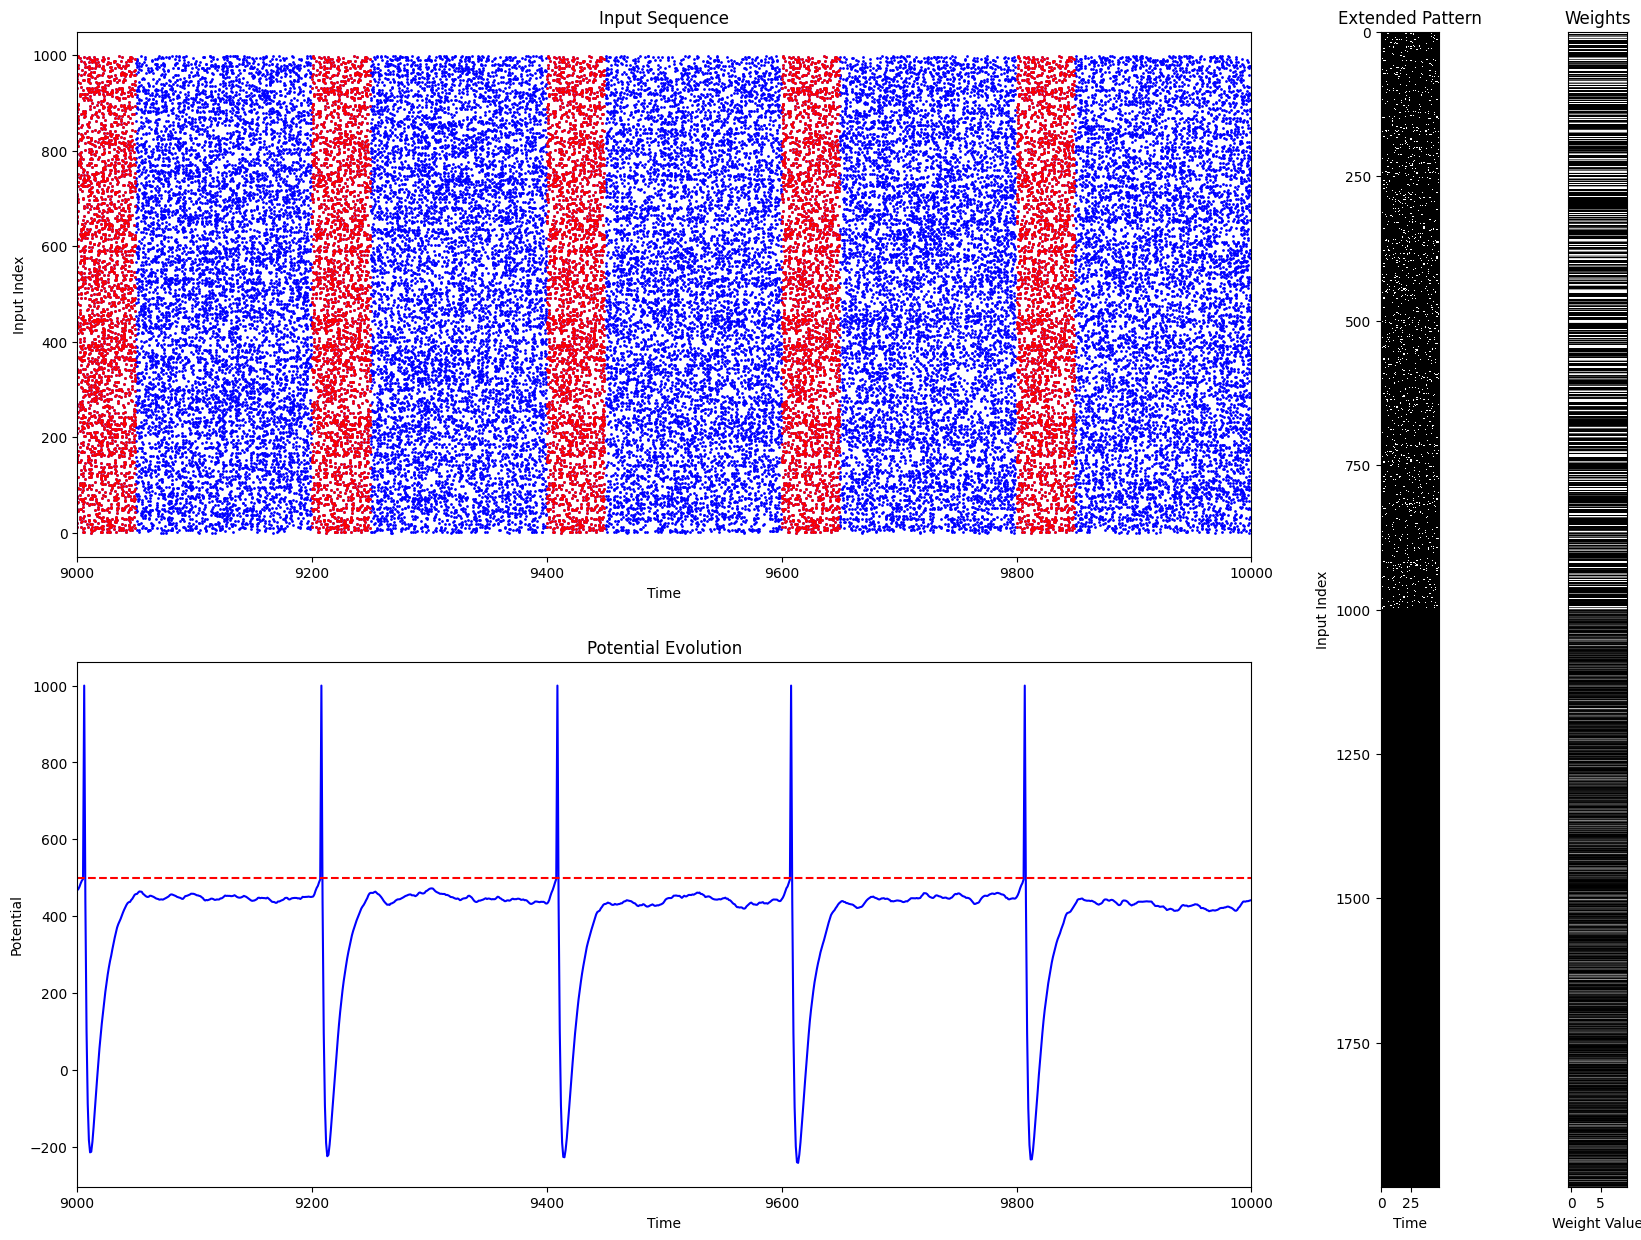 Input Sequence
Input Index
1000
800
600
400
200
0
9000 9200 9400 9600 9800 10000
Time
Potential Evolution
Potential
1000
800
600
400
200
0
−200
9000 9200 9400 9600 9800 10000
Time
Extended Pattern
Input Index
0
250
500
750
1000
1250
1500
1750
0 25
Time
Weights
0 5
Weight Value